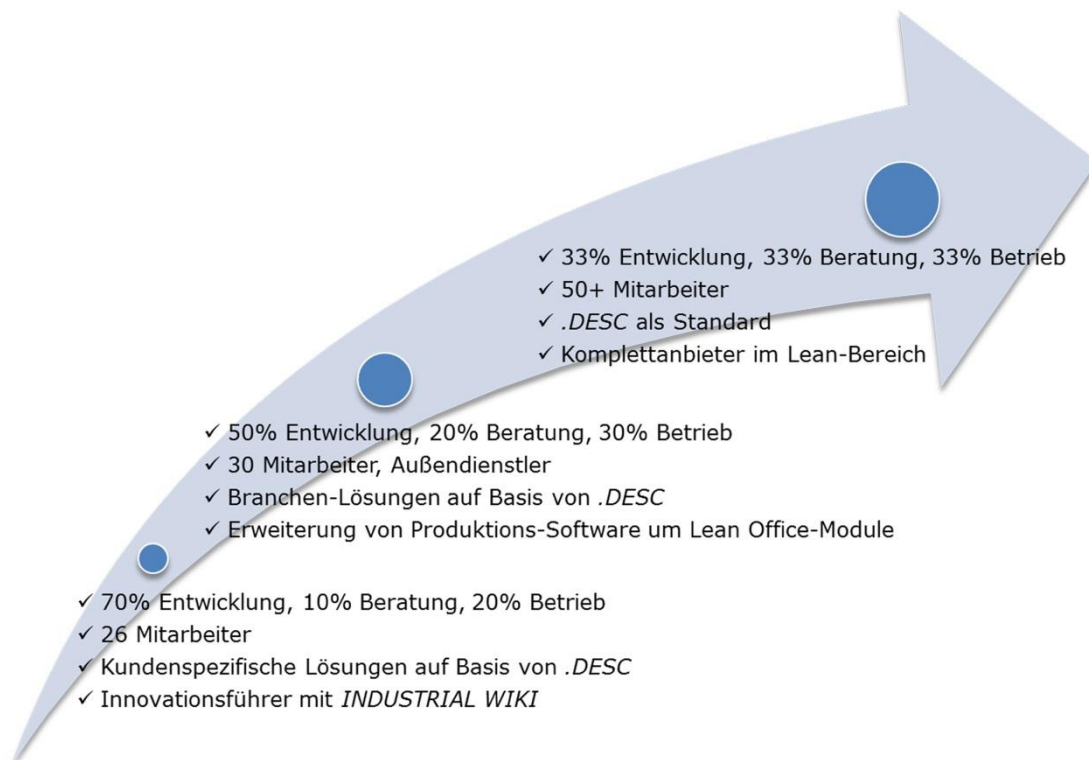 ✓ 33% Entwicklung, 33% Beratung, 33% Betrieb
✓ 50+ Mitarbeiter
✓ .DESC als Standard
✓ Komplettanbieter im Lean-Bereich
✓ 50% Entwicklung, 20% Beratung, 30% Betrieb
✓ 30 Mitarbeiter, Außendienstler
✓ Branchen-Lösungen auf Basis von .DESC
✓ Erweiterung von Produktions-Software um Lean Office-Module
✓ 70% Entwicklung, 10% Beratung, 20% Betrieb
✓ 26 Mitarbeiter
✓ Kundenspezifische Lösungen auf Basis von .DESC
✓ Innovationsführer mit INDUSTRIAL WIKI